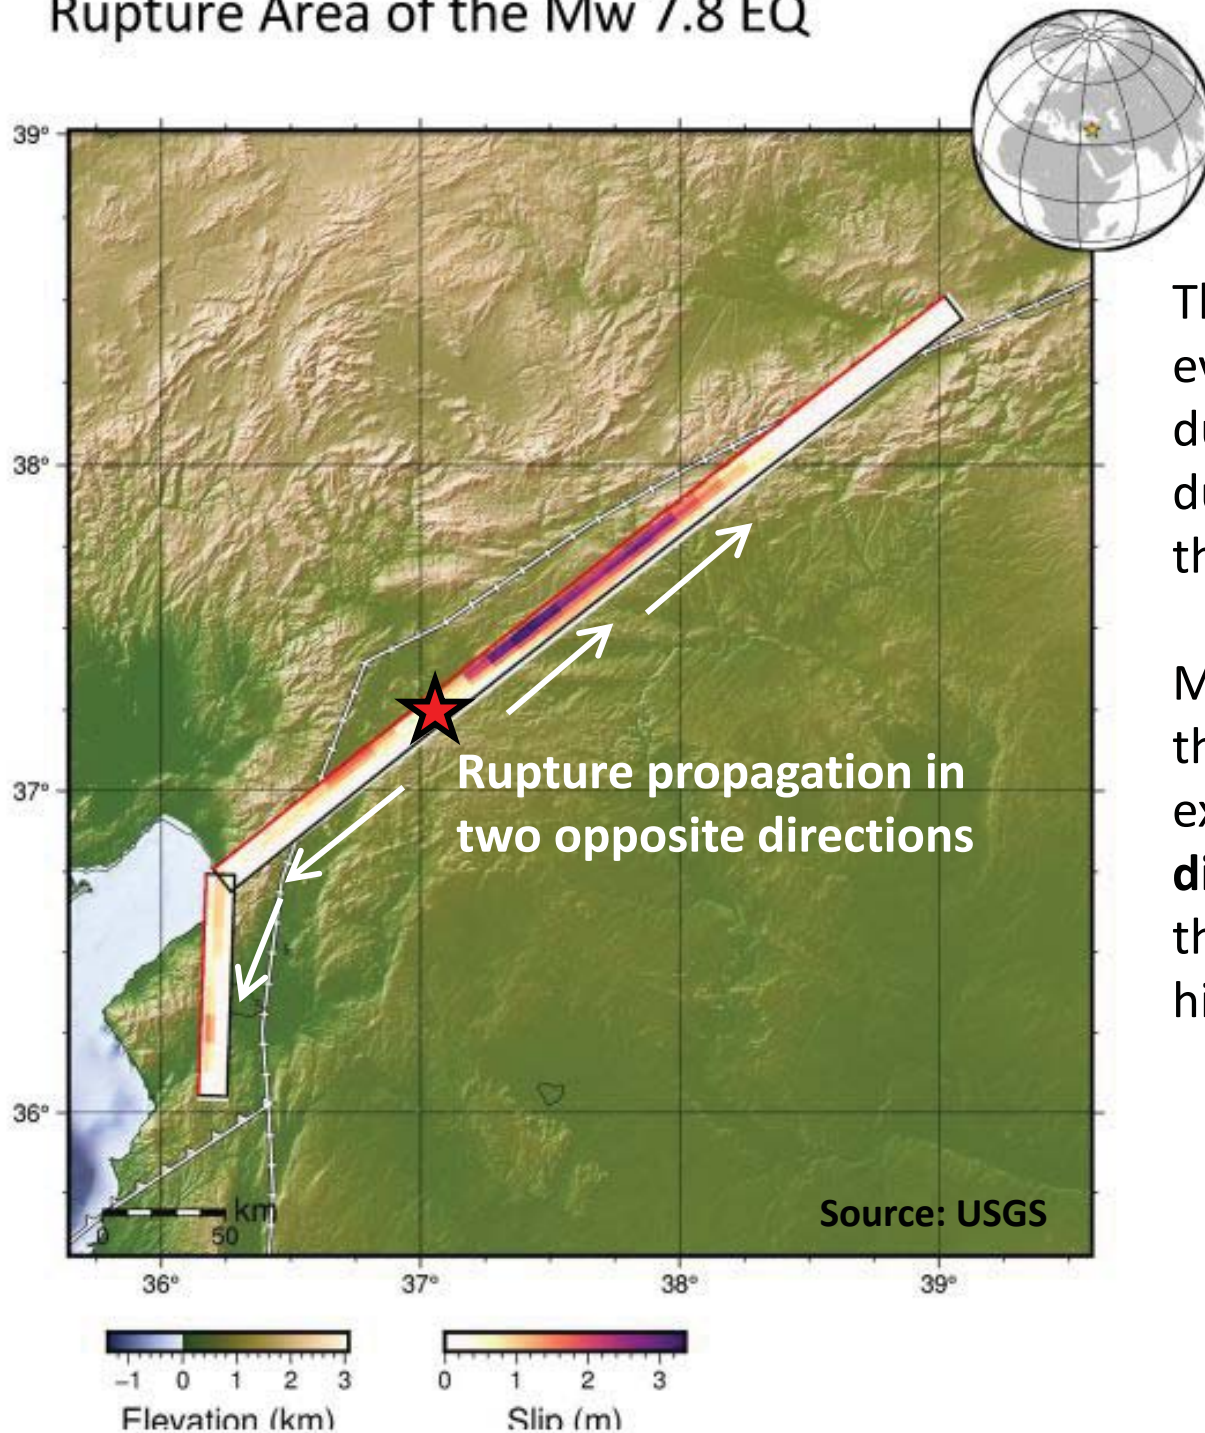 Rupture Area of the Mw 7.8 EQ
39°
38°
37°
36°
Rupture propagation in
two opposite directions
km
0 50
Source: USGS
36° 37° 38° 39°
−1 0 1 2 3
Elevation (km)
0 1 2 3
Slip (m)